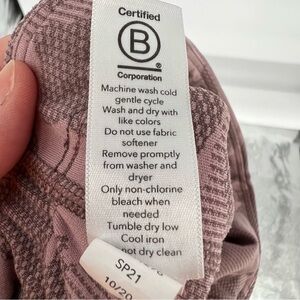 Certified
B
®
Corporation
Machine wash cold
gentle cycle
Wash and dry with
like colors
Do not use fabric
softener
Remove promptly
from washer and
dryer
Only non-chlorine
bleach when
needed
Tumble dry low
Cool iron
not dry clean
SP21
10/20